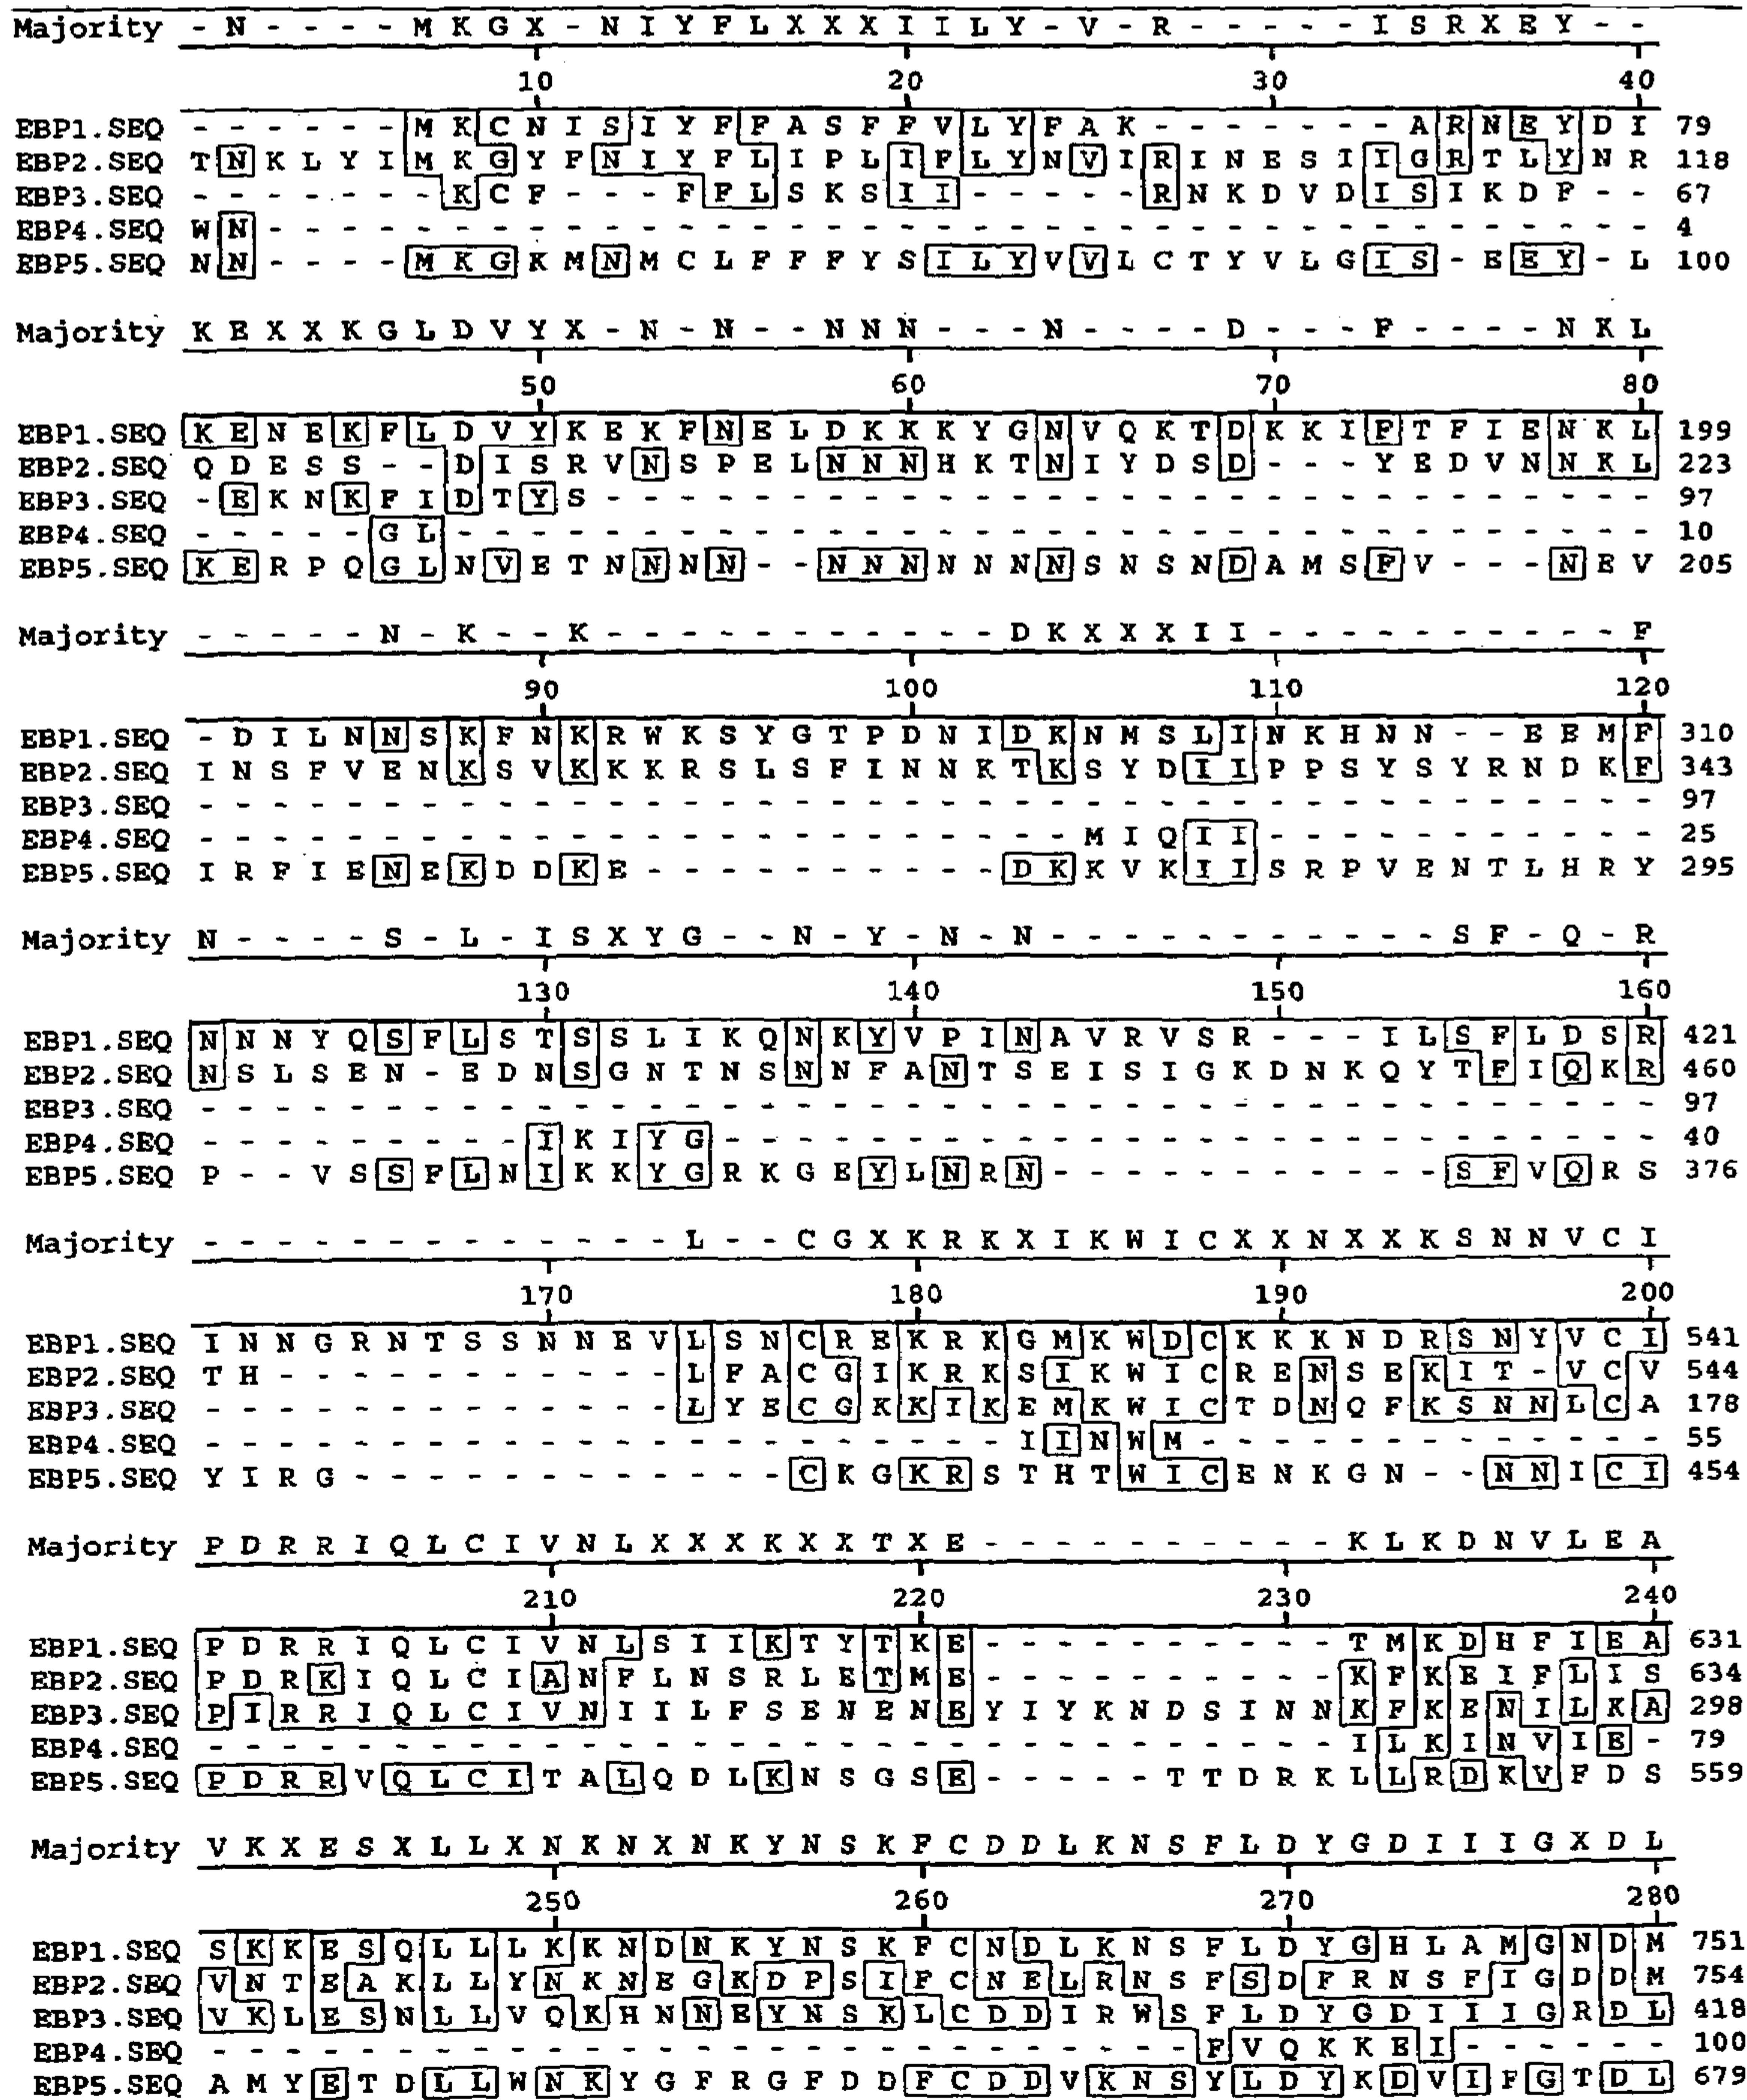 Majority - N - - - - M K G X - N I Y F L X X X I I L Y - V - R - - - - - I S R X E Y - -
10 20 30 40
EBP1.SEQ - - - - - - M K C N I S I Y F F A S F F V L Y F A K - - - - - - - A R N E Y D I 79
EBP2.SEQ T N K L Y I M K G Y F N I Y F L I P L I F L Y N V I R I N E S I I G R T L Y N R 118
EBP3.SEQ - - - - - - - K C F - - - F F L S K S I I - - - - - R N K D V D I S I K D F - - 67
EBP4.SEQ W N - - - - - - - - - - - - - - - - - - - - - - - - - - - - - - - - - - - - - - 4
EBP5.SEQ N N - - - - M K G K M N M C L F F F Y S I L Y V V L C T Y V L G I S - E E Y - L 100
Majority K E X X K G L D V Y X - N - N - - N N N - - - N - - - - D - - - F - - - - N K L
50 60 70 80
EBP1.SEQ K E N E K F L D V Y K E K F N E L D K K K Y G N V Q K T D K K I F T F I E N K L 199
EBP2.SEQ Q D E S S - - D I S R V N S P E L N N N H K T N I Y D S D - - - Y E D V N N K L 223
EBP3.SEQ - E K N K F I D T Y S - - - - - - - - - - - - - - - - - - - - - - - - - - - - - 97
EBP4.SEQ - - - - - G L - - - - - - - - - - - - - - - - - - - - - - - - - - - - - - - - - 10
EBP5.SEQ K E R P Q G L N V E T N N N N - - N N N N N N N S N S N D A M S F V - - - N E V 205
Majority - - - - - N - K - - K - - - - - - - - - - - D K X X X I I - - - - - - - - - - F
90 100 110 120
EBP1.SEQ - D I L N N S K F N K R W K S Y G T P D N I D K N M S L I N K H N N - - E E M F 310
EBP2.SEQ I N S F V E N K S V K K K R S L S F I N N K T K S Y D I I P P S Y S Y R N D K F 343
EBP3.SEQ - - - - - - - - - - - - - - - - - - - - - - - - - - - - - - - - - - - - - - - - 97
EBP4.SEQ - - - - - - - - - - - - - - - - - - - - - - - - M I Q I I - - - - - - - - - - - 25
EBP5.SEQ I R F I E N E K D D K E - - - - - - - - - - D K K V K I I S R P V E N T L H R Y 295
Majority N - - - - S - L - I S X Y G - - N - Y - N - N - - - - - - - - - - - S F - Q - R
130 140 150 160
EBP1.SEQ N N N Y Q S F L S T S S L I K Q N K Y V P I N A V R V S R - - - I L S F L D S R 421
EBP2.SEQ N S L S E N - E D N S G N T N S N N F A N T S E I S I G K D N K Q Y T F I Q K R 460
EBP3.SEQ - - - - - - - - - - - - - - - - - - - - - - - - - - - - - - - - - - - - - - - - 97
EBP4.SEQ - - - - - - - - - I K I Y G - - - - - - - - - - - - - - - - - - - - - - - - - - 40
EBP5.SEQ P - - V S S F L N I K K Y G R K G E Y L N R N - - - - - - - - - - - S F V Q R S 376
Majority - - - - - - - - - - - - - L - - C G X K R K X I K W I C X X N X X K S N N V C I
170 180 190 200
EBP1.SEQ I N N G R N T S S N N E V L S N C R E K R K G M K W D C K K K N D R S N Y V C I 541
EBP2.SEQ T H - - - - - - - - - - - L F A C G I K R K S I K W I C R E N S E K I T - V C V 544
EBP3.SEQ - - - - - - - - - - - - - L Y E C G K K I K E M K W I C T D N Q F K S N N L C A 178
EBP4.SEQ - - - - - - - - - - - - - - - - - - - - - - I I N W M - - - - - - - - - - - - - 55
EBP5.SEQ Y I R G - - - - - - - - - - - - C K G K R S T H T W I C E N K G N - - N N I C I 454
Majority P D R R I Q L C I V N L X X X K X X T X E - - - - - - - - - - K L K D N V L E A
210 220 230 240
EBP1.SEQ P D R R I Q L C I V N L S I I K T Y T K E - - - - - - - - - - T M K D H F I E A 631
EBP2.SEQ P D R K I Q L C I A N F L N S R L E T M E - - - - - - - - - - K F K E I F L I S 634
EBP3.SEQ P I R R I Q L C I V N I I L F S E N E N E Y I Y K N D S I N N K F K E N I L K A 298
EBP4.SEQ - - - - - - - - - - - - - - - - - - - - - - - - - - - - - - - I L K I N V I E - 79
EBP5.SEQ P D R R V Q L C I T A L Q D L K N S G S E - - - - - T T D R K L L R D K V F D S 559
Majority V K X E S X L L X N K N X N K Y N S K F C D D L K N S F L D Y G D I I I G X D L
250 260 270 280
EBP1.SEQ S K K E S Q L L L K K N D N K Y N S K F C N D L K N S F L D Y G H L A M G N D M 751
EBP2.SEQ V N T E A K L L Y N K N E G K D P S I F C N E L R N S F S D F R N S F I G D D M 754
EBP3.SEQ V K L E S N L L V Q K H N N E Y N S K L C D D I R W S F L D Y G D I I I G R D L 418
EBP4.SEQ - - - - - - - - - - - - - - - - - - - - - - - - - - - F V Q K K E I - - - - - - 100
EBP5.SEQ A M Y E T D L L W N K Y G F R G F D D F C D D V K N S Y L D Y K D V I F G T D L 679